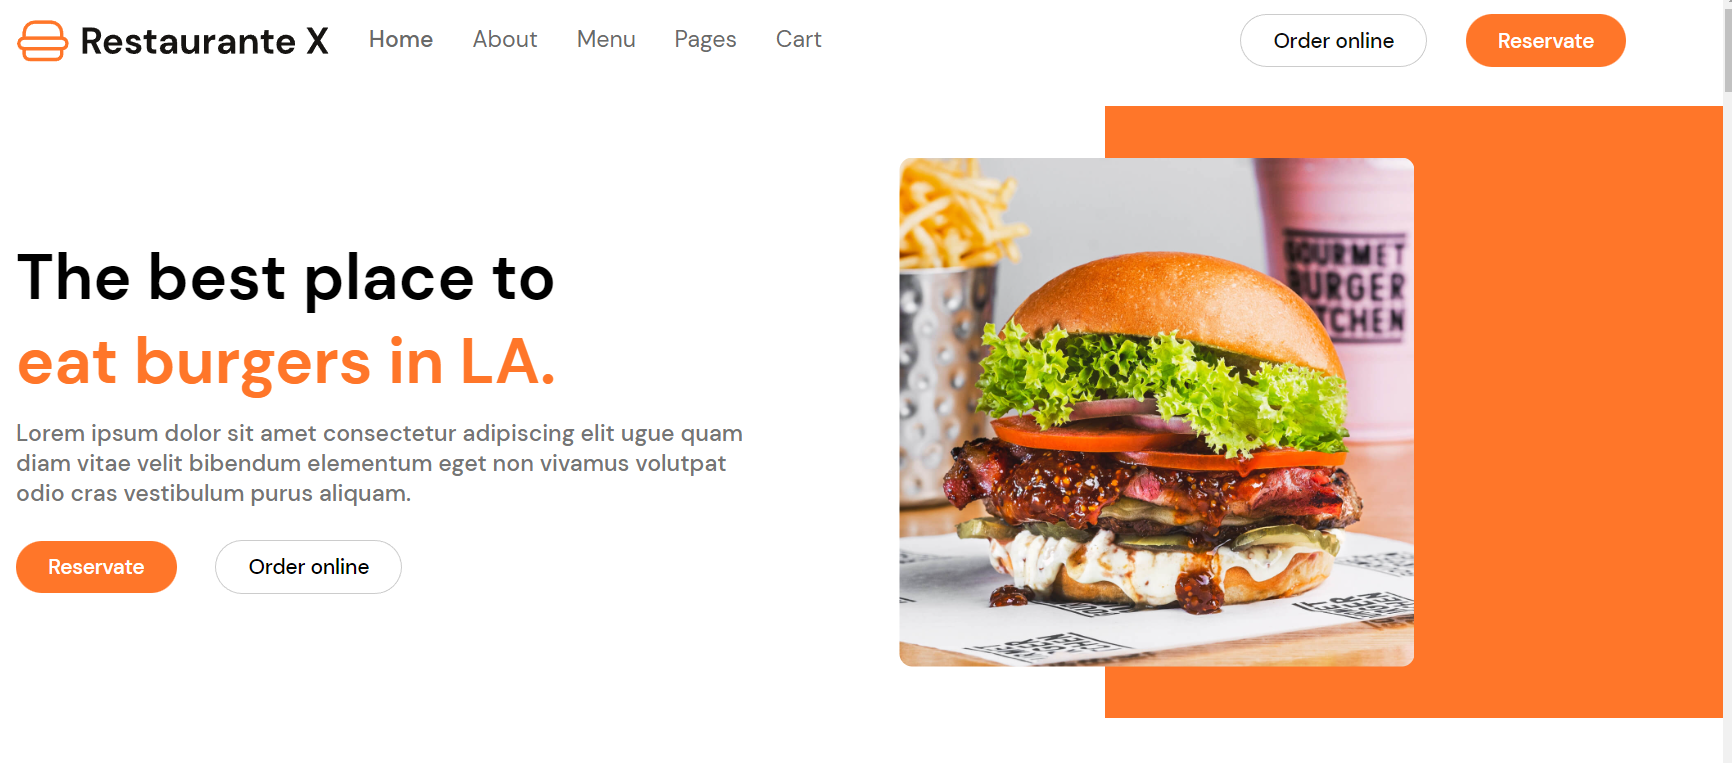 Restaurante X
Home
About
Menu
Pages
Cart
Order online
Reservate
The best place to
eat burgers in LA.
Lorem ipsum dolor sit amet consectetur adipiscing elit ugue quam
diam vitae velit bibendum elementum eget non vivamus volutpat
odio cras vestibulum purus aliquam.
Reservate
Order online
GOURMET
BURGER